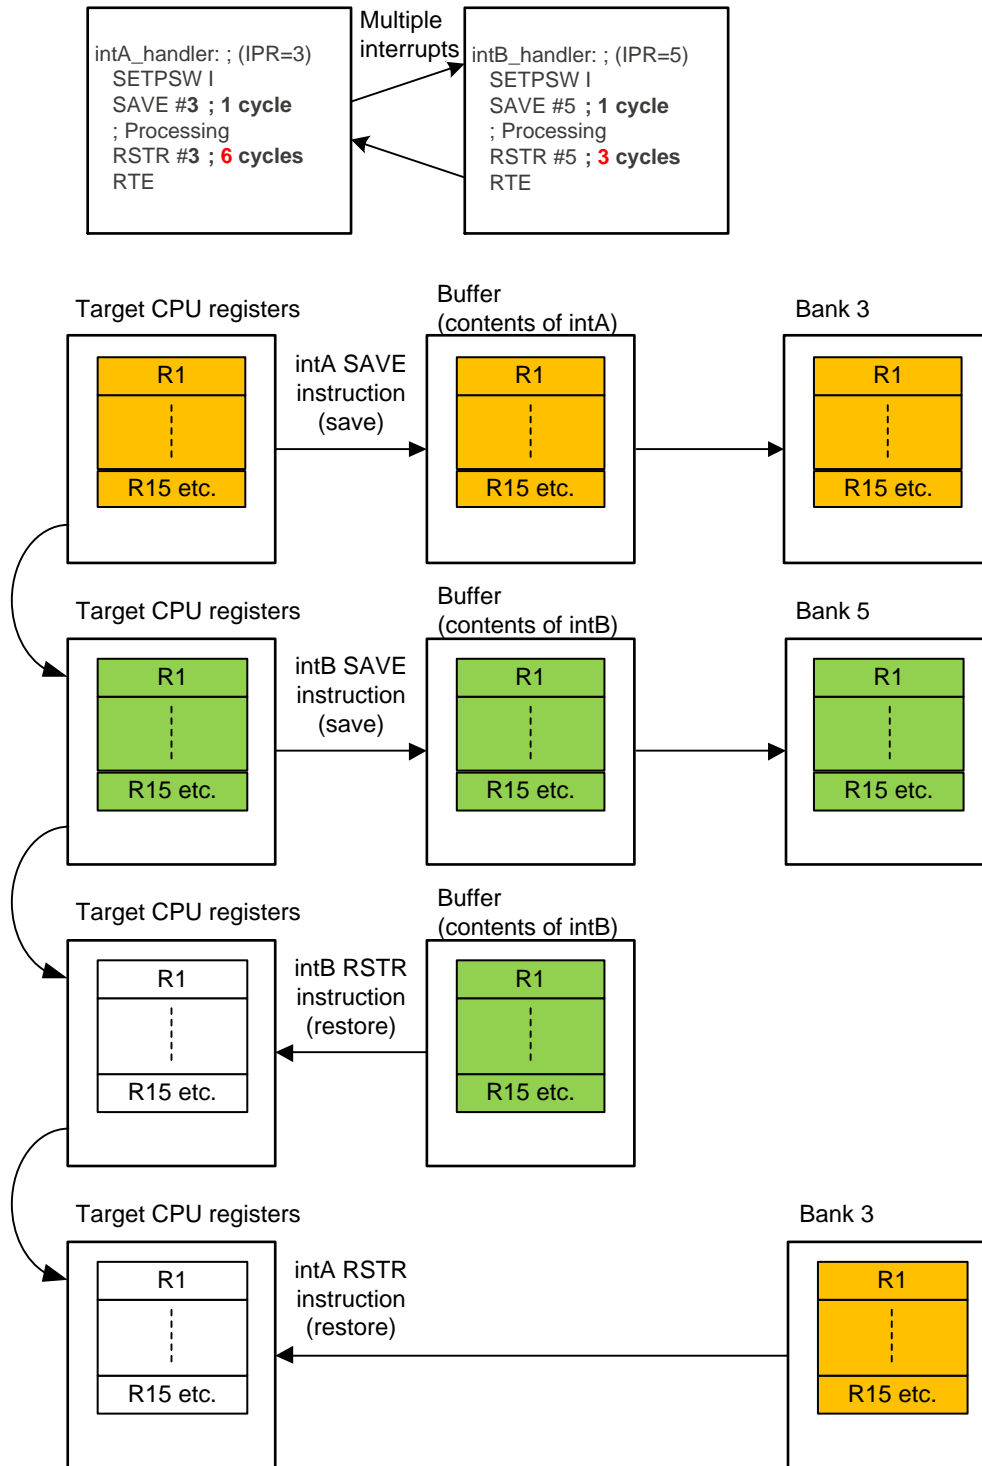 Multiple
interrupts
intA_handler: ; (IPR=3)
SETPSW I
SAVE #3 ; 1 cycle
; Processing
RSTR #3 ; 6 cycles
RTE
intB_handler: ; (IPR=5)
SETPSW I
SAVE #5 ; 1 cycle
; Processing
RSTR #5 ; 3 cycles
RTE
Target CPU registers
Buffer
(contents of intA)
Bank 3
R1
R15 etc.
intA SAVE
instruction
(save)
R1
R15 etc.
R1
R15 etc.
Target CPU registers
Buffer
(contents of intB)
Bank 5
R1
R15 etc.
intB SAVE
instruction
(save)
R1
R15 etc.
R1
R15 etc.
Target CPU registers
Buffer
(contents of intB)
R1
R15 etc.
intB RSTR
instruction
(restore)
R1
R15 etc.
Target CPU registers
Bank 3
R1
R15 etc.
intA RSTR
instruction
(restore)
R1
R15 etc.